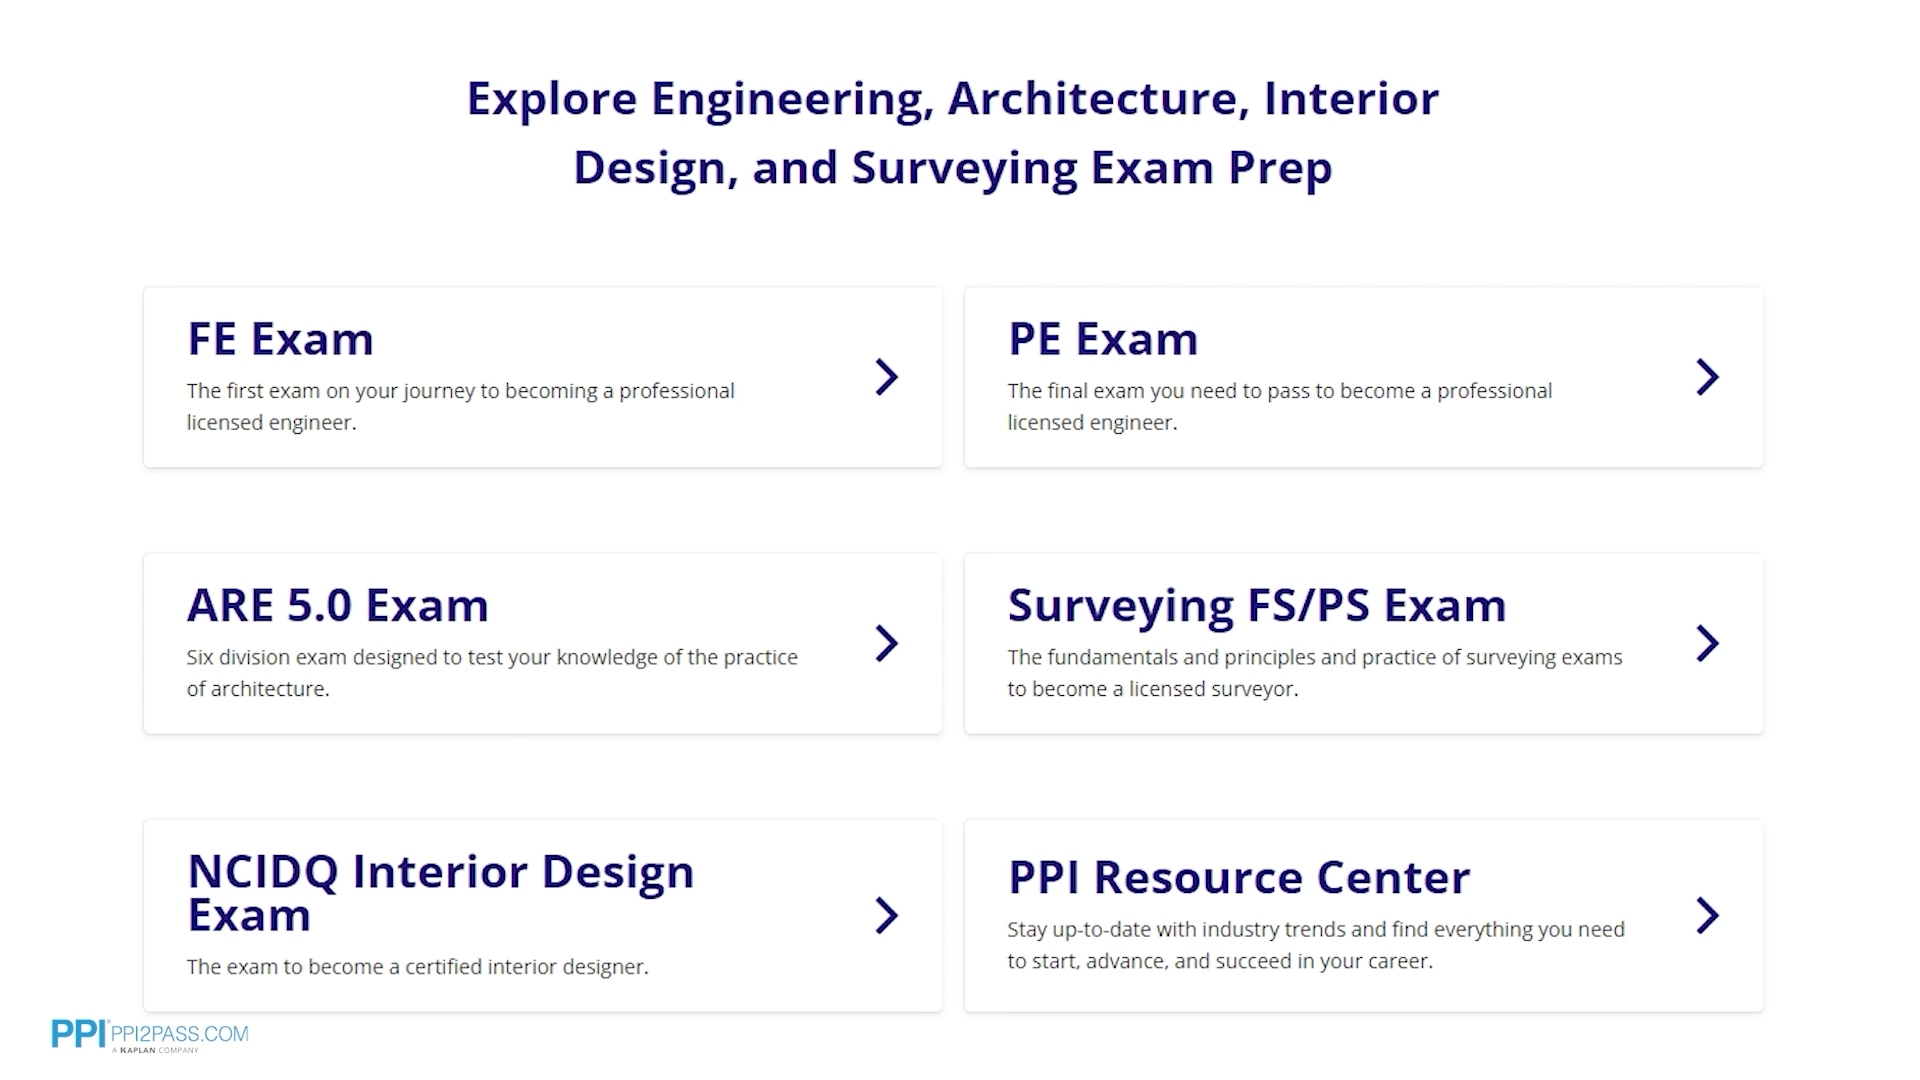 Explore Engineering, Architecture, Interior
Design, and Surveying Exam Prep
FE Exam
The first exam on your journey to becoming a professional
licensed engineer.
PE Exam
The final exam you need to pass to become a professional
licensed engineer.
ARE 5.0 Exam
Six division exam designed to test your knowledge of the practice
of architecture.
Surveying FS/PS Exam
The fundamentals and principles and practice of surveying exams
to become a licensed surveyor.
NCIDQ Interior Design
Exam
The exam to become a certified interior designer.
PPI Resource Center
Stay up-to-date with industry trends and find everything you need
to start, advance, and succeed in your career.
PPI® PPI2PASS.COM
A KAPLAN COMPANY